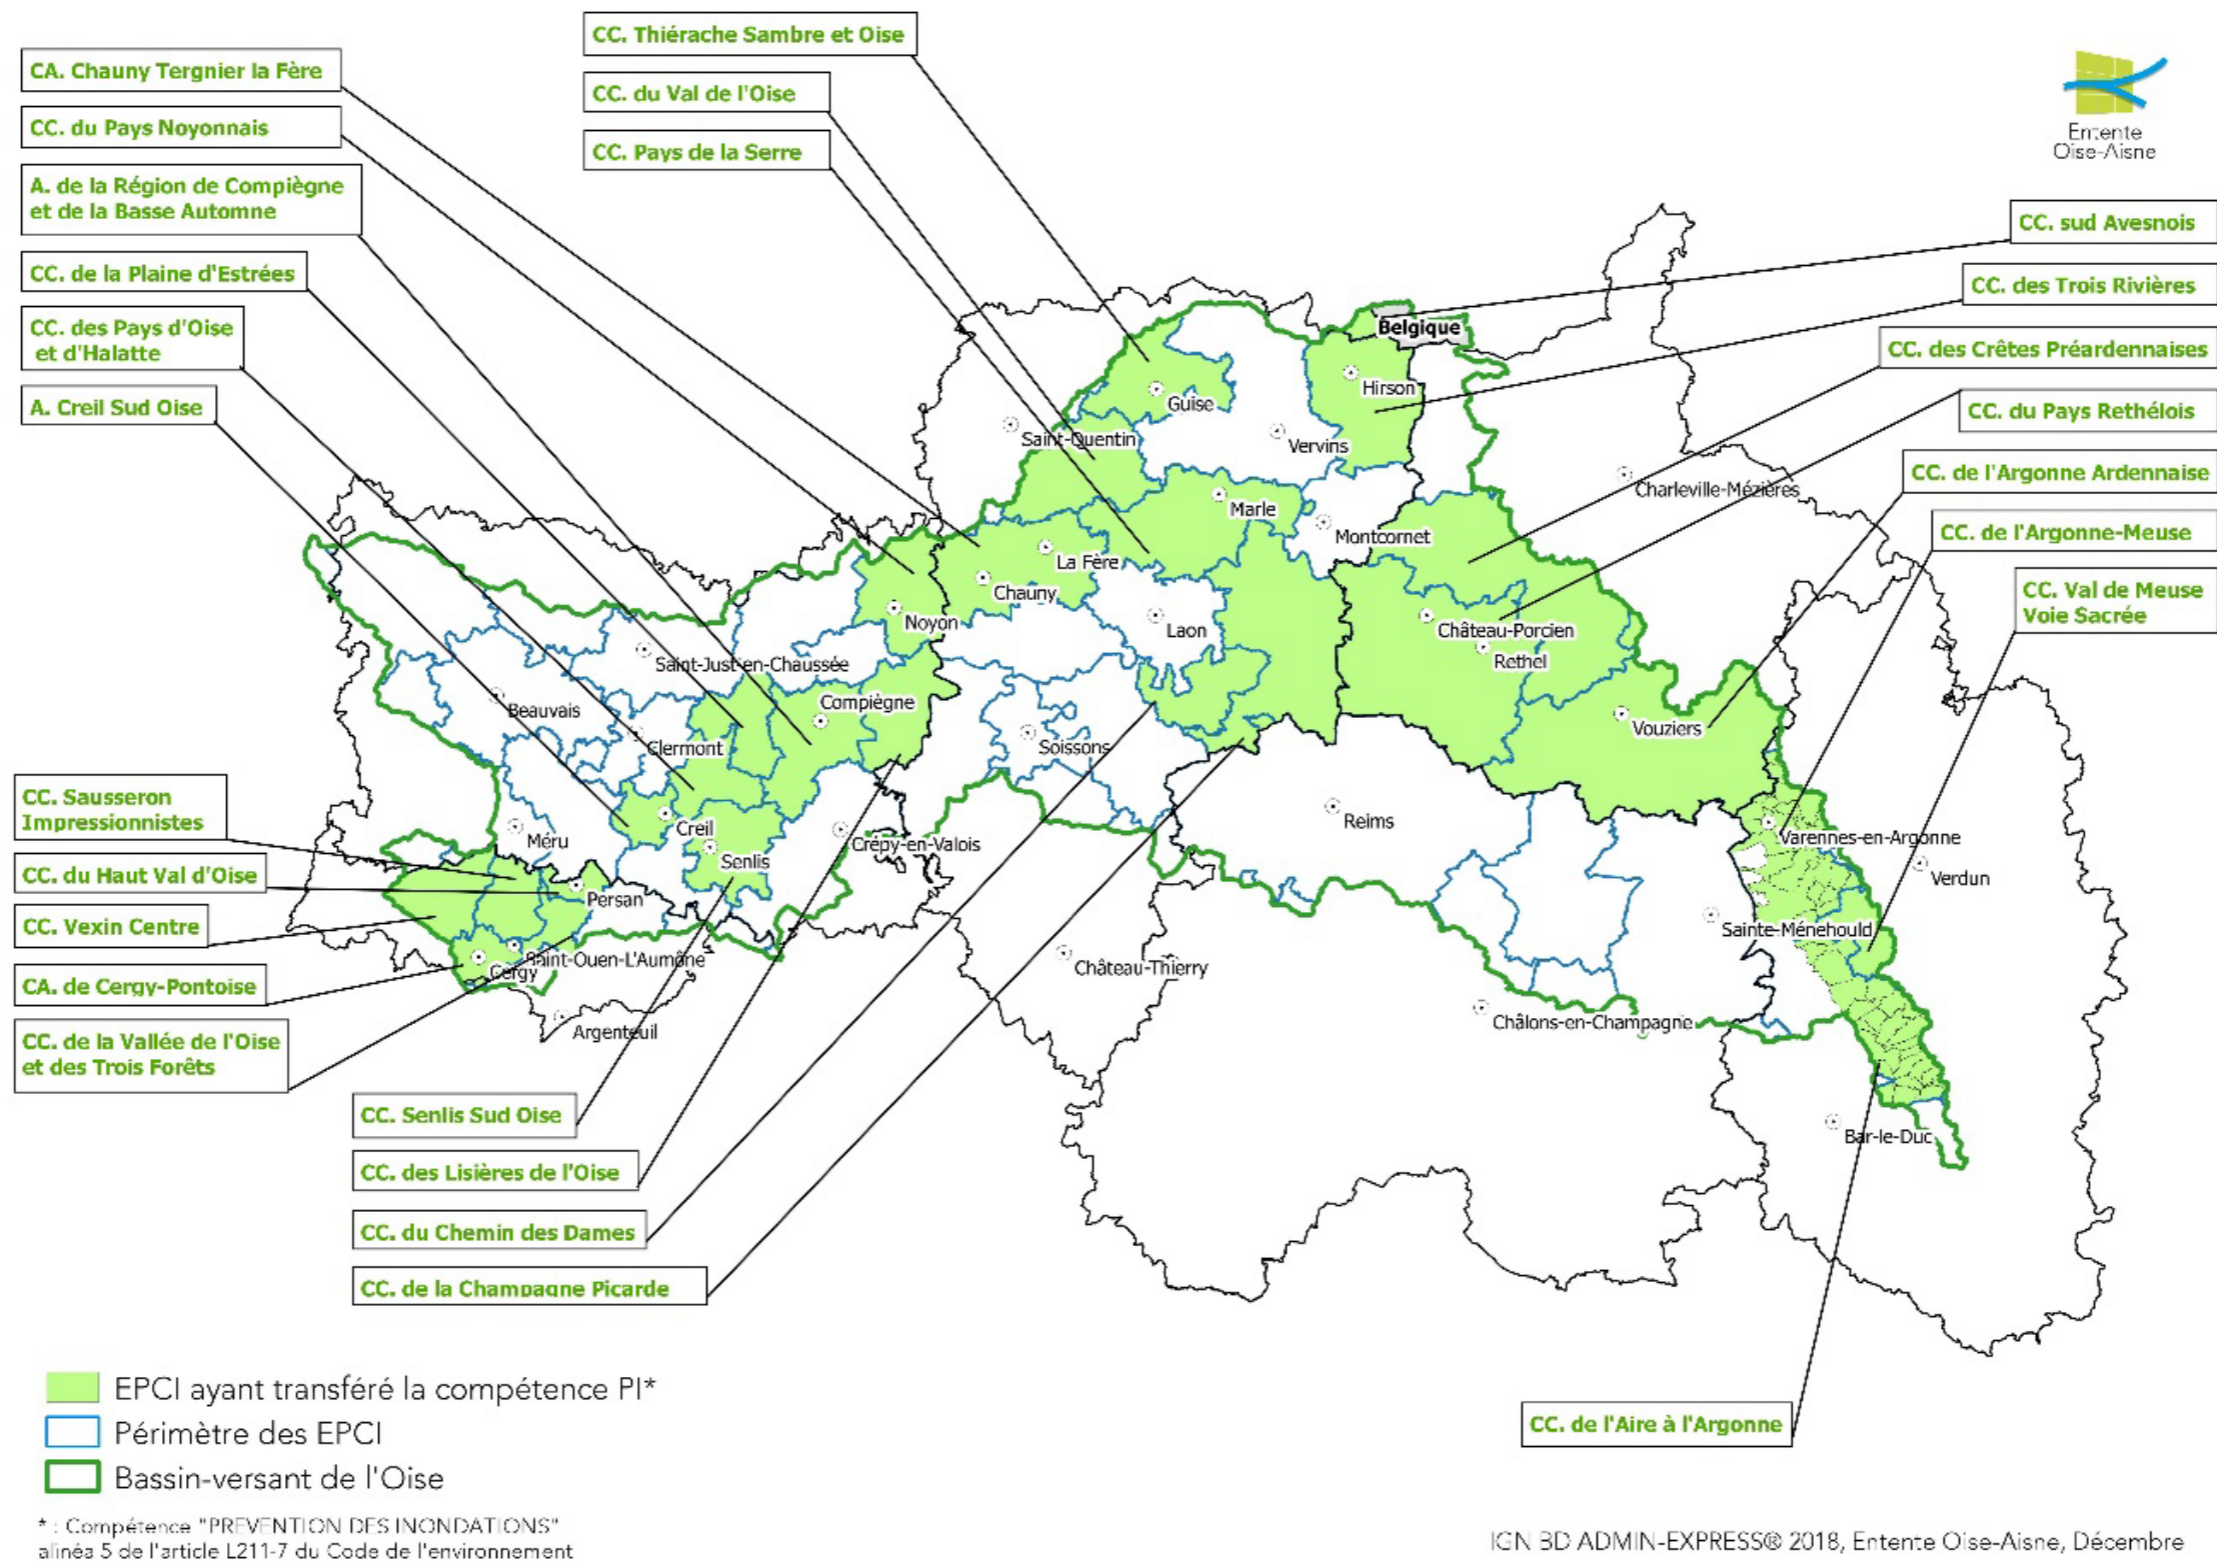 CC. Thiérache Sambre et Oise
CC. du Val de l'Oise
CC. Pays de la Serre
CA. Chauny Tergnier la Fère
CC. du Pays Noyonnais
A. de la Région de Compiègne
et de la Basse Automne
CC. de la Plaine d'Estrées
CC. des Pays d'Oise
et d'Halatte
A. Creil Sud Oise
Entente
Oise-Aisne
CC. sud Avesnois
CC. des Trois Rivières
CC. des Crêtes Préardennaises
CC. du Pays Rethélois
CC. de l'Argonne Ardennaise
CC. de l'Argonne-Meuse
CC. Val de Meuse
Voie Sacrée
Belgique
Hirson
Guise
Saint-Quentin
Vervins
Charleville-Mézières
Marle
Montcornet
La Fère
Chauny
Noyon
Laon
Château-Porcien
Rethel
Saint-Just-en-Chaussée
Compiègne
Beauvais
Clermont
Soissons
Vouziers
Reims
Creil
Senlis
Méru
Crépy-en-Valois
Varennes-en-Argonne
Verdun
Persan
Sainte-Ménehould
Saint-Ouen-L'Aumône
Cergy
Château-Thierry
Argenteuil
Châlons-en-Champagne
Bar-le-Duc
CC. Sausseron
Impressionnistes
CC. du Haut Val d'Oise
CC. Vexin Centre
CA. de Cergy-Pontoise
CC. de la Vallée de l'Oise
et des Trois Forêts
CC. Senlis Sud Oise
CC. des Lisières de l'Oise
CC. du Chemin des Dames
CC. de la Champagne Picarde
CC. de l'Aire à l'Argonne
EPCI ayant transféré la compétence PI*
Périmètre des EPCI
Bassin-versant de l'Oise
* : Compétence "PREVENTION DES INONDATIONS"
alinéa 5 de l'article L211-7 du Code de l'environnement
IGN BD ADMIN-EXPRESS® 2018, Entente Oise-Aisne, Décembre